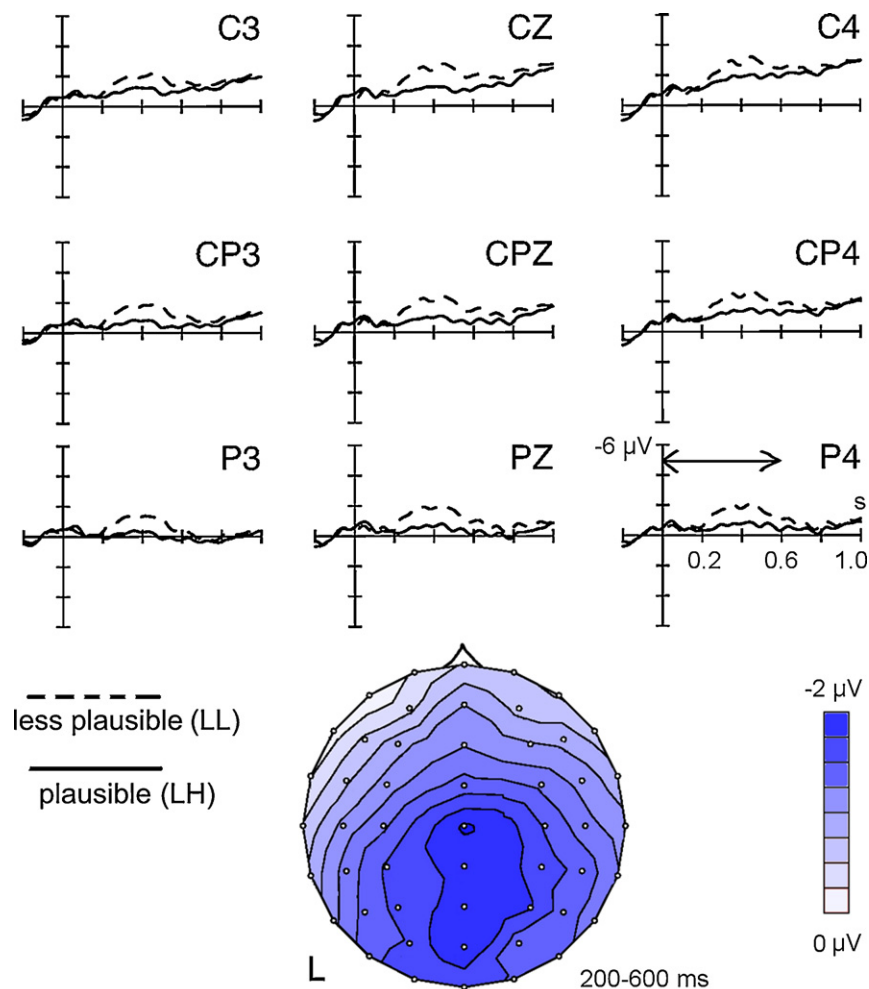 C3 CZ C4
CP3 CPZ CP4
P3 PZ -6 µV P4
s
0.2 0.6 1.0
less plausible (LL)
plausible (LH)
-2 µV
0 µV
L
200-600 ms